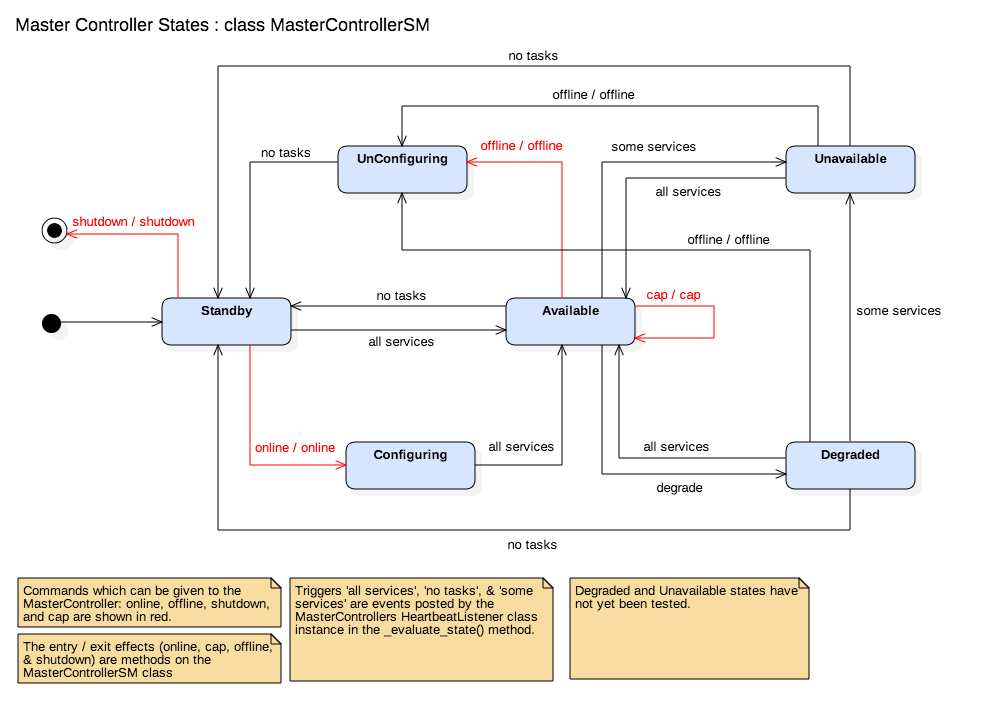 Master Controller States : class MasterControllerSM
no tasks
offline / offline
no tasks
UnConfiguring
offline / offline
some services
Unavailable
all services
shutdown / shutdown
offline / offline
Standby
no tasks
all services
Available
cap / cap
some services
online / online
Configuring
all services
all services
degrade
Degraded
no tasks
Commands which can be given to the
MasterController: online, offline, shutdown,
and cap are shown in red.
The entry / exit effects (online, cap, offline,
& shutdown) are methods on the
MasterControllerSM class
Triggers 'all services', 'no tasks', & 'some
services' are events posted by the
MasterControllers HeartbeatListener class
instance in the _evaluate_state() method.
Degraded and Unavailable states have
not yet been tested.